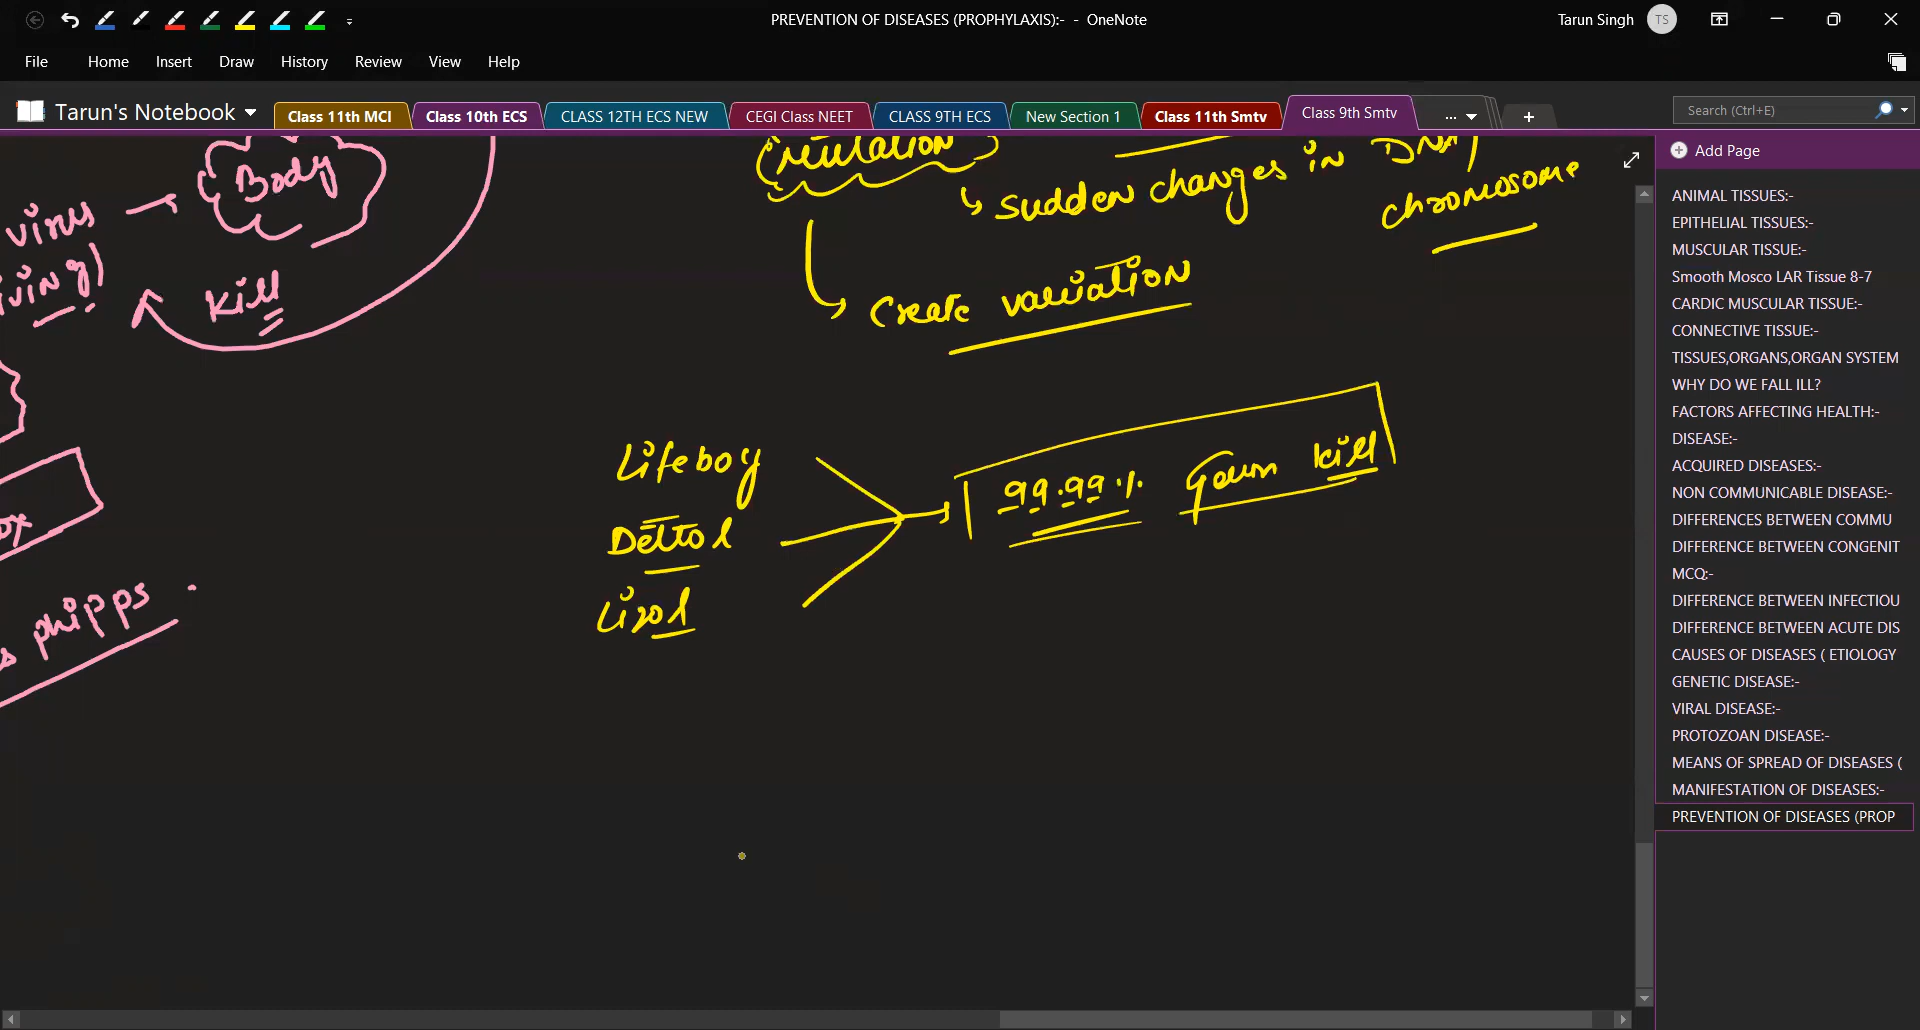 PREVENTION OF DISEASES (PROPHYLAXIS):- - OneNote
Tarun Singh
TS
File Home Insert Draw History Review View Help
Tarun's Notebook
Class 11th MCI
Class 10th ECS
CLASS 12TH ECS NEW
CEGI Class NEET
CLASS 9TH ECS
New Section 1
Class 11th Smtv
Class 9th Smtv
...
+
Search (Ctrl+E)
virus → Body
Kill
phipps
(mutation)
sudden changes in DNA/
chromosome
Create variation
Lifeboy
Dettol
Lizol
99.99 %. Germ kill
Add Page
ANIMAL TISSUES:-
EPITHELIAL TISSUES:-
MUSCULAR TISSUE:-
Smooth Mosco LAR Tissue 8-7
CARDIC MUSCULAR TISSUE:-
CONNECTIVE TISSUE:-
TISSUES,ORGANS,ORGAN SYSTEM
WHY DO WE FALL ILL?
FACTORS AFFECTING HEALTH:-
DISEASE:-
ACQUIRED DISEASES:-
NON COMMUNICABLE DISEASE:-
DIFFERENCES BETWEEN COMMU
DIFFERENCE BETWEEN CONGENIT
MCQ:-
DIFFERENCE BETWEEN INFECTIOU
DIFFERENCE BETWEEN ACUTE DIS
CAUSES OF DISEASES ( ETIOLOGY
GENETIC DISEASE:-
VIRAL DISEASE:-
PROTOZOAN DISEASE:-
MEANS OF SPREAD OF DISEASES (
MANIFESTATION OF DISEASES:-
PREVENTION OF DISEASES (PROP